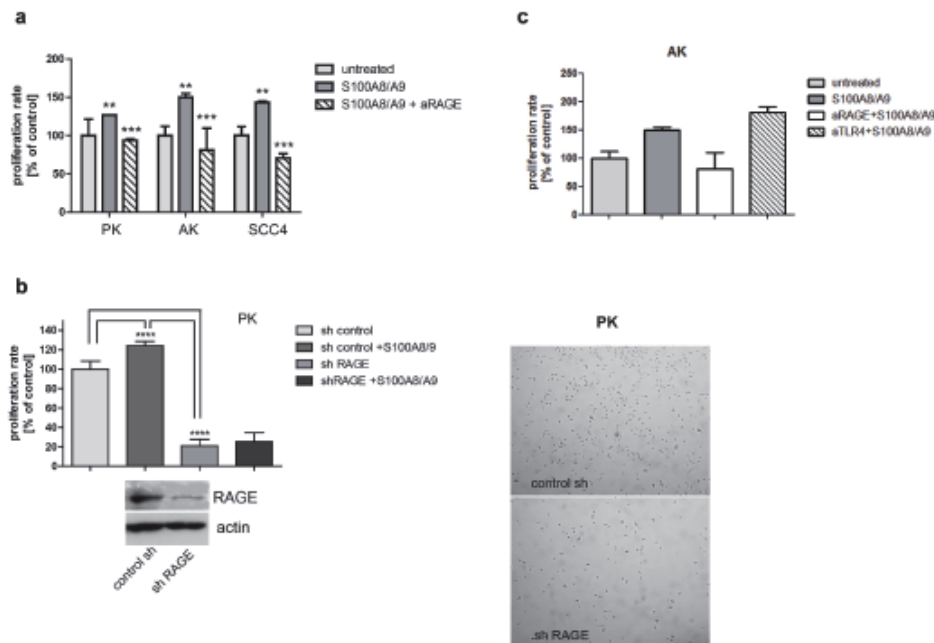 a
untreated
S100A8/A9
S100A8/A9 + aRAGE
proliferation rate
[% of control]
200
150
100
50
0
** *** ** *** ** ***
PK AK SCC4
c
AK
untreated
S100A8/A9
aRAGE+S100A8/A9
aTLR4+S100A8/A9
proliferation rate
[% of control]
250
200
150
100
50
0
b
PK
sh control
sh control +S100A8/9
sh RAGE
shRAGE +S100A8/A9
proliferation rate
[% of control]
140
120
100
80
60
40
20
0
****
****
RAGE
actin
control sh
sh RAGE
PK
control sh
.sh RAGE